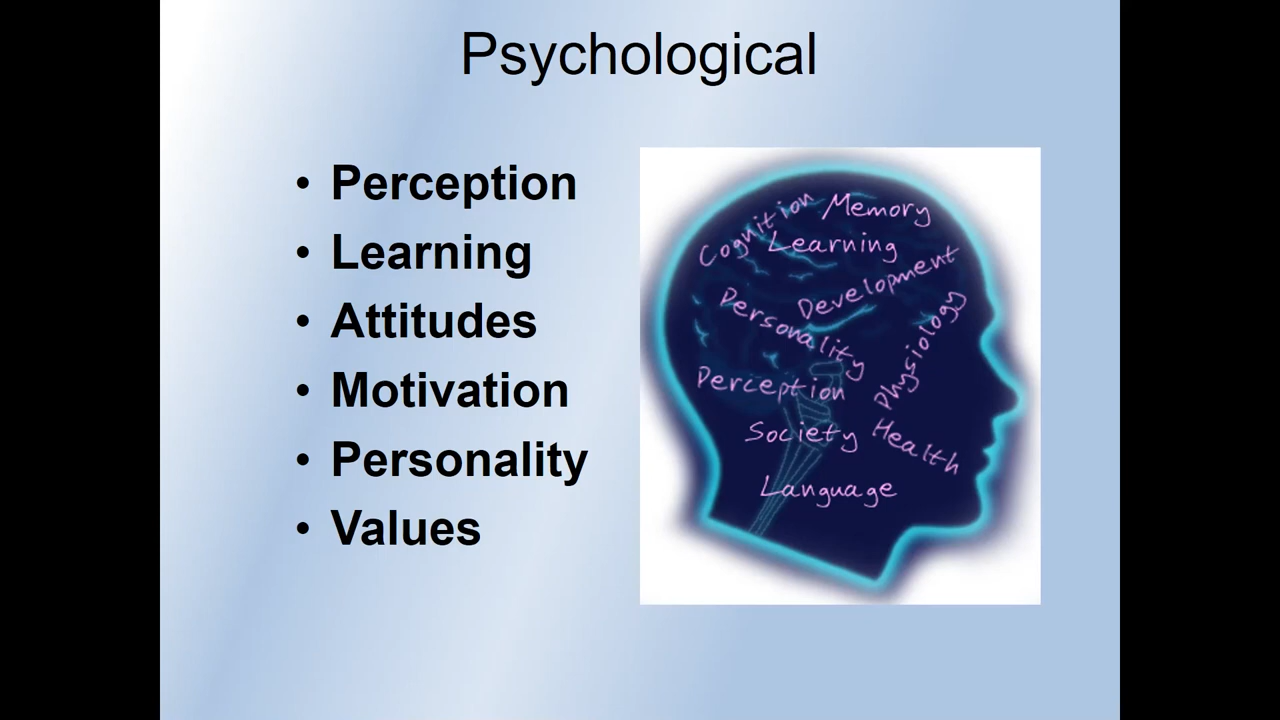 Psychological
• Perception
• Learning
• Attitudes
• Motivation
• Personality
• Values
Cognition
Memory
Learning
Development
Personality
Physiology
Perception
Society
Health
Language